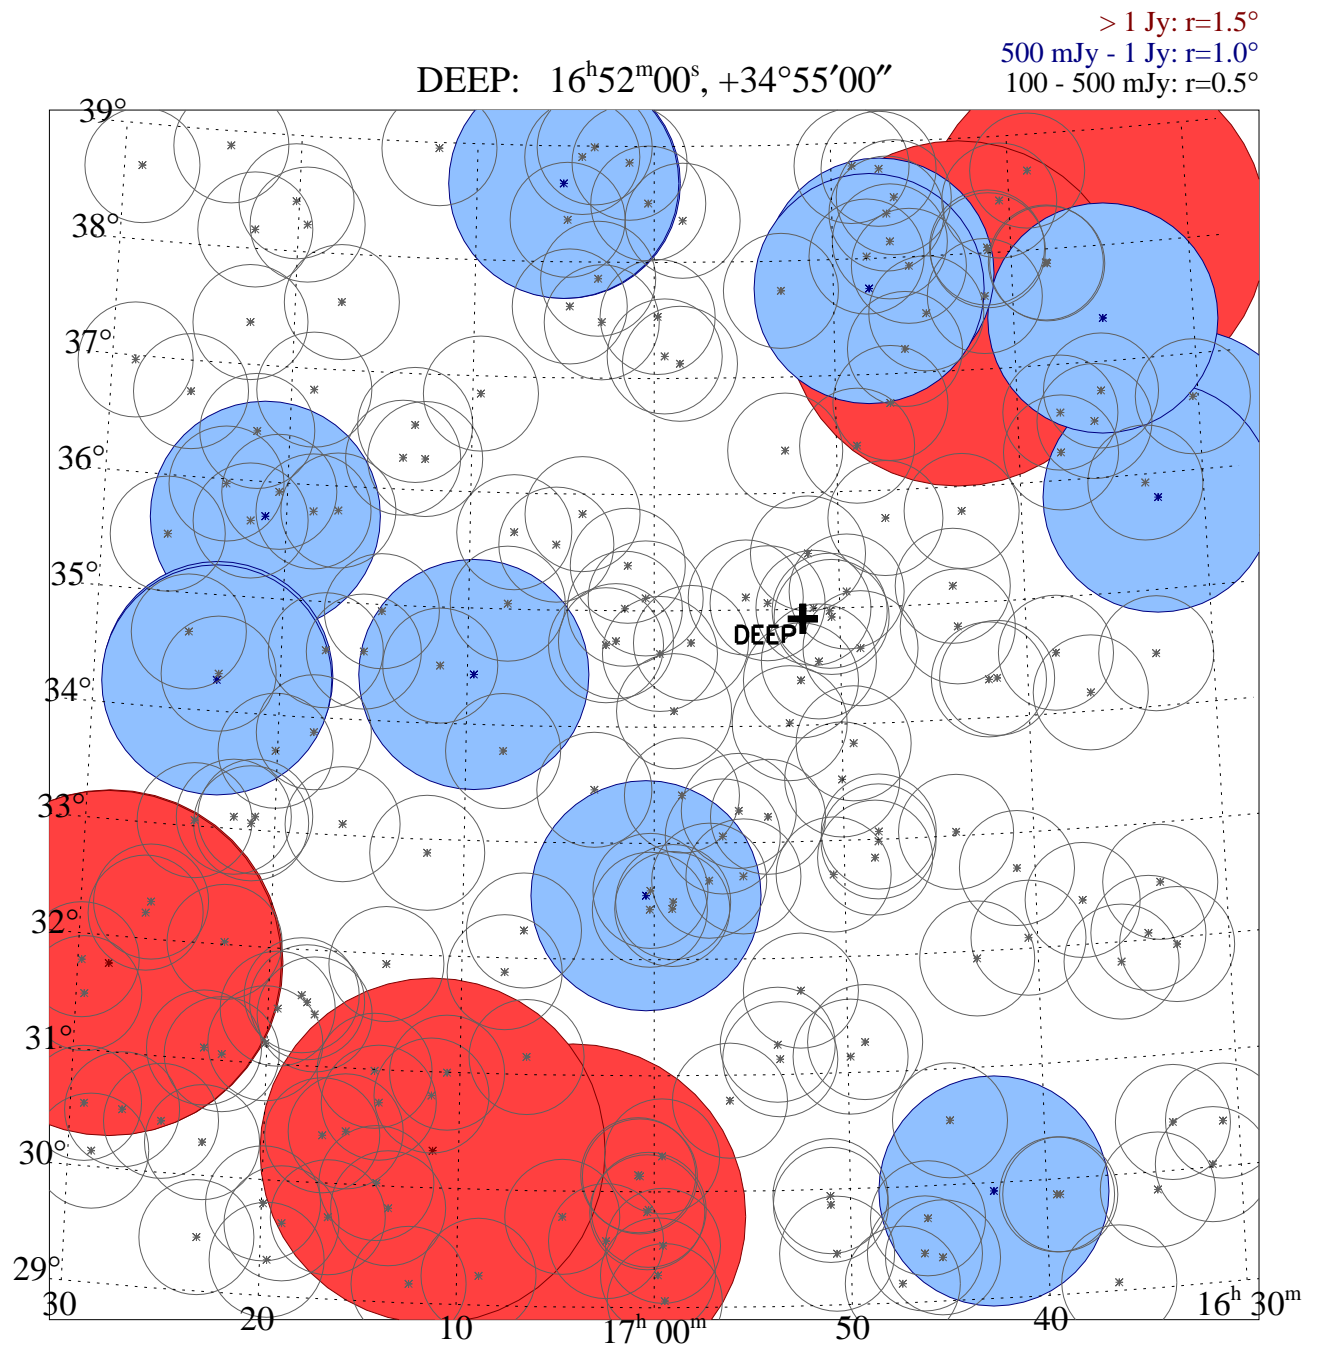 > 1 Jy: r=1.5°
500 mJy - 1 Jy: r=1.0°
DEEP: 16ʰ52ᵐ00ˢ, +34°55′00″
100 - 500 mJy: r=0.5°
39°
38°
37°
36°
35°
DEEP
34°
33°
32°
31°
30°
29°
30
20
10
17ʰ 00ᵐ
50
40
16ʰ 30ᵐ